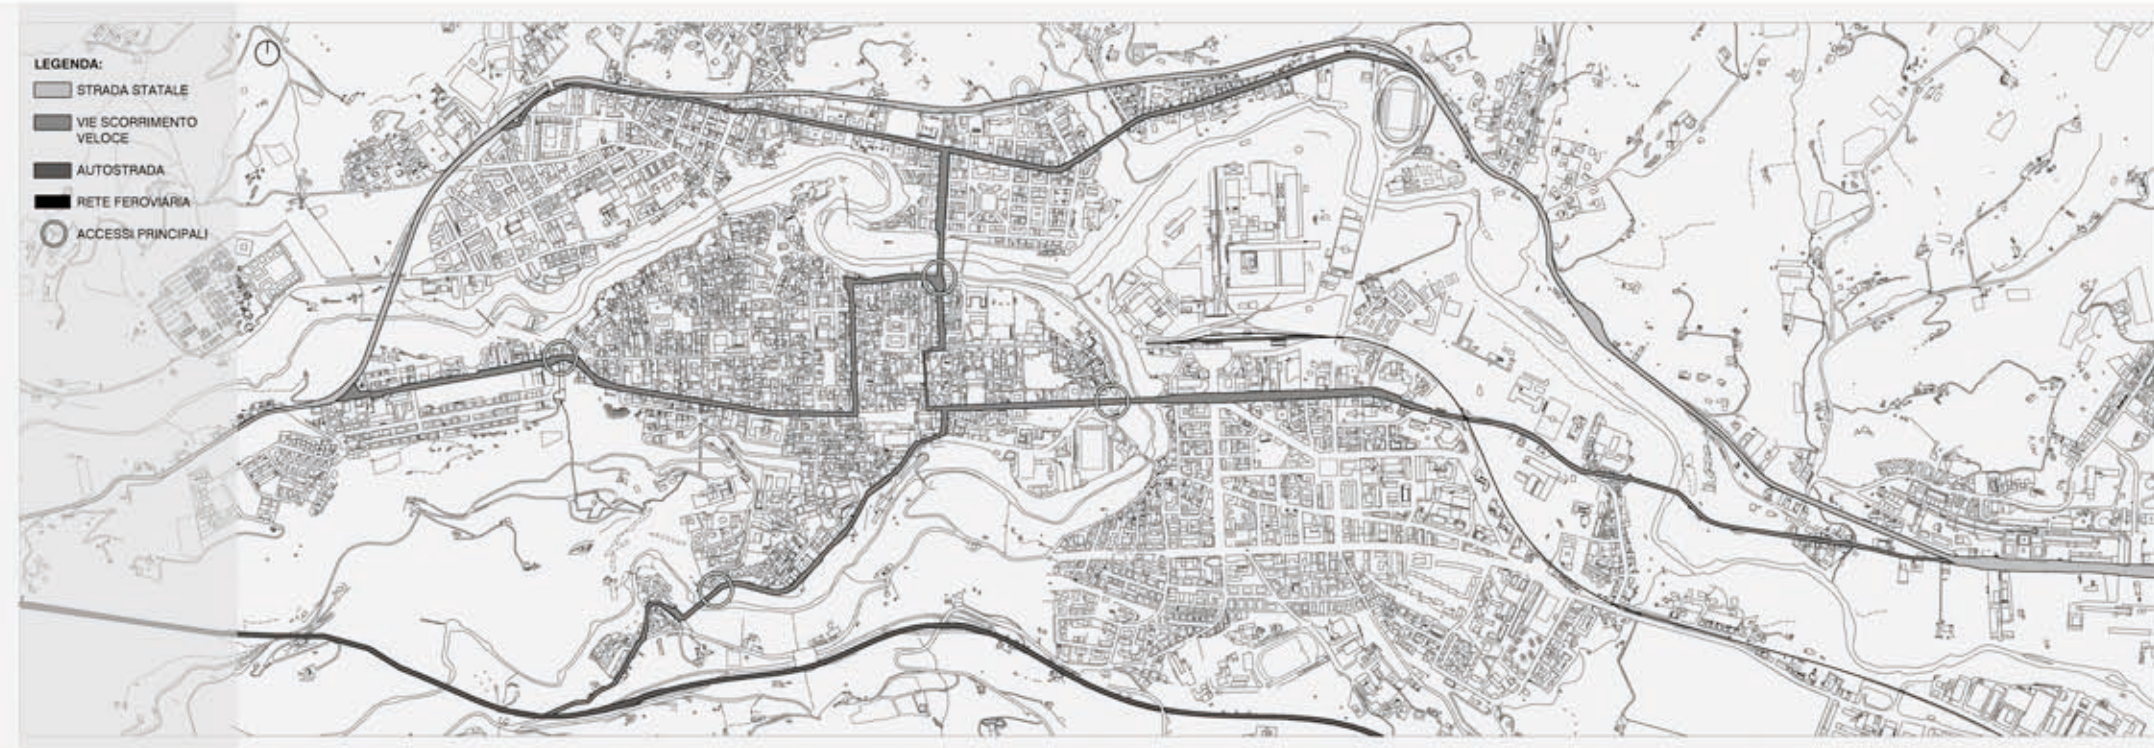 LEGENDA:
STRADA STATALE
VIE SCORRIMENTO
VELOCE
AUTOSTRADA
RETE FEROVIARIA
ACCESSI PRINCIPALI